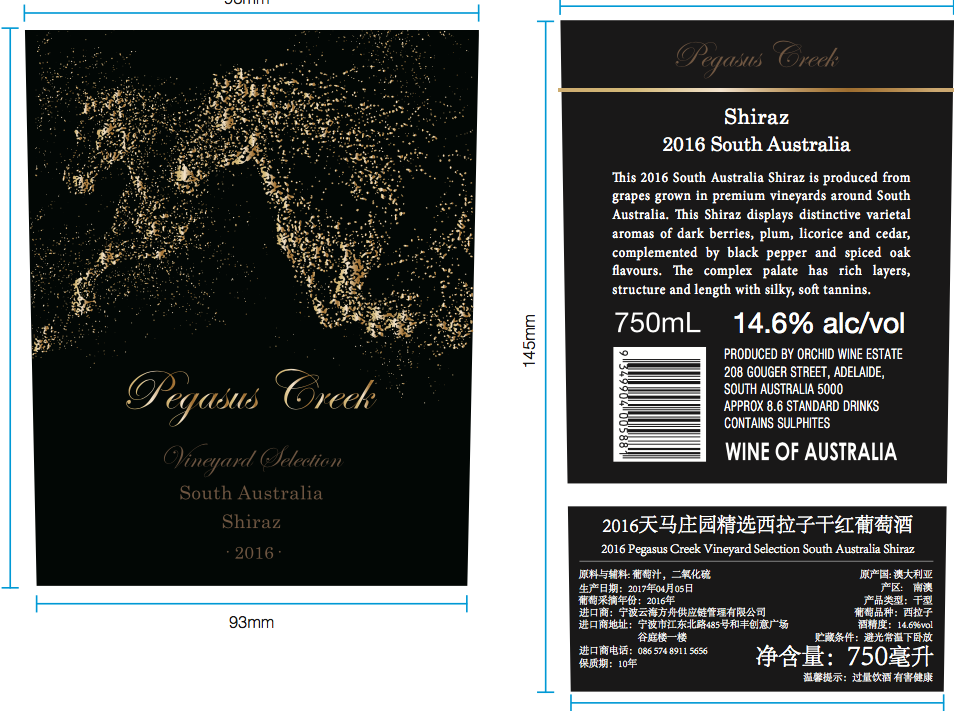 93mm
Pegasus Creek
Vineyard Selection
South Australia
Shiraz
· 2016 ·
93mm
145mm
Pegasus Creek
Shiraz
2016 South Australia
This 2016 South Australia Shiraz is produced from
grapes grown in premium vineyards around South
Australia. This Shiraz displays distinctive varietal
aromas of dark berries, plum, licorice and cedar,
complemented by black pepper and spiced oak
flavours. The complex palate has rich layers,
structure and length with silky, soft tannins.
750mL 14.6% alc/vol
9 349904 005881
PRODUCED BY ORCHID WINE ESTATE
208 GOUGER STREET, ADELAIDE,
SOUTH AUSTRALIA 5000
APPROX 8.6 STANDARD DRINKS
CONTAINS SULPHITES
WINE OF AUSTRALIA
2016天马庄园精选西拉子干红葡萄酒
2016 Pegasus Creek Vineyard Selection South Australia Shiraz
原料与辅料: 葡萄汁，二氧化硫
生产日期：2017年04月05日
葡萄采摘年份：2016年
进口商：宁波云海方舟供应链管理有限公司
进口商地址：宁波市江东北路485号和丰创意广场
谷庭楼一楼
进口商电话：086 574 8911 5656
保质期：10年
原产国: 澳大利亚
产区： 南澳
产品类型：干型
葡萄品种：西拉子
酒精度：14.6%vol
贮藏条件：避光常温下卧放
净含量：750毫升
温馨提示：过量饮酒 有害健康